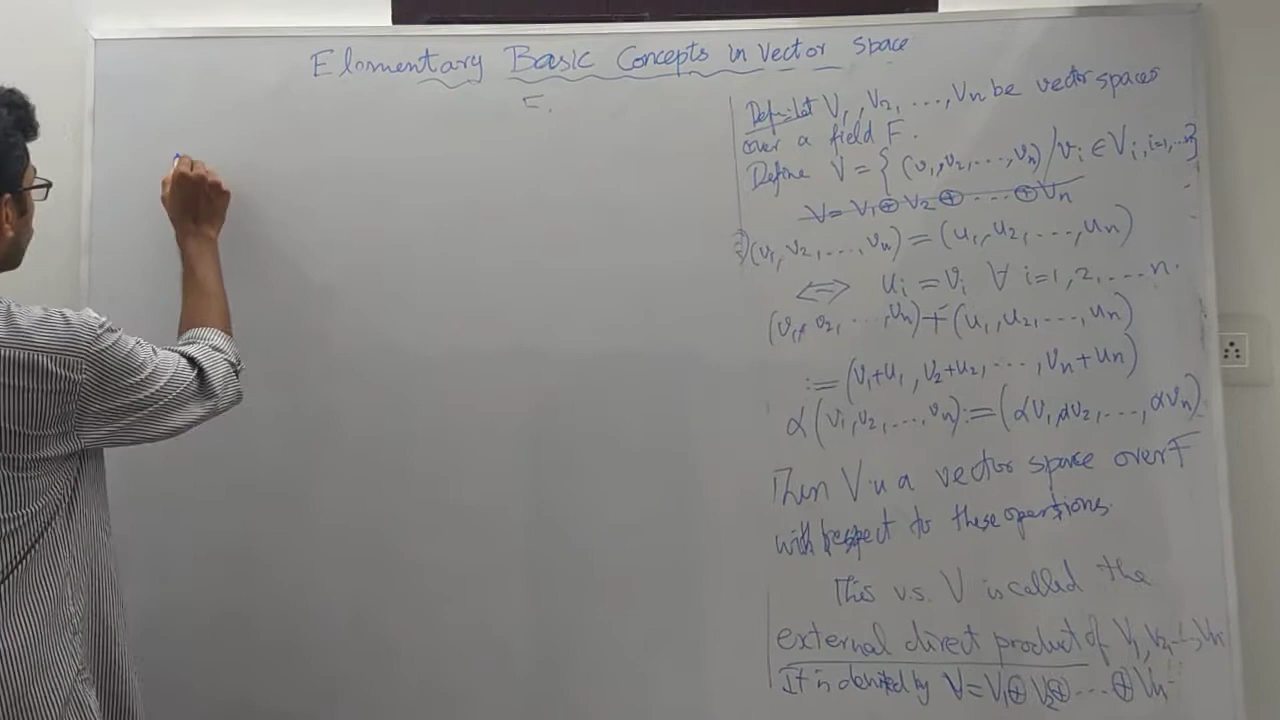 Elementary Basic Concepts in Vector Space
Defn: Let V₁, V₂, ..., Vn be vector spaces
over a field F.
Define V = { (v₁, v₂, ..., vn) / vᵢ ∈ Vᵢ, i=1,...n}
V = V₁ ⊕ V₂ ⊕ ... ⊕ Vn
(v₁, v₂, ..., vn) = (u₁, u₂, ..., un)
⟺ uᵢ = vᵢ ∀ i=1, 2, ... n.
(v₁, v₂, ..., vn) + (u₁, u₂, ..., un)
:= (v₁+u₁, v₂+u₂, ..., vn+un)
α(v₁, v₂, ..., vn) := (αv₁, αv₂, ..., αvn)
Then V is a vector space over F
with respect to these operations.
This v.s. V is called the
external direct product of V₁, V₂, ..., Vn
It is denoted by V = V₁ ⊕ V₂ ⊕ ... ⊕ Vn